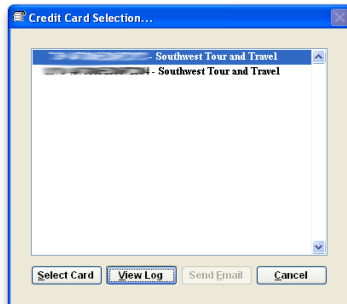 Credit Card Selection...
- Southwest Tour and Travel
- Southwest Tour and Travel
Select Card View Log Send Email Cancel